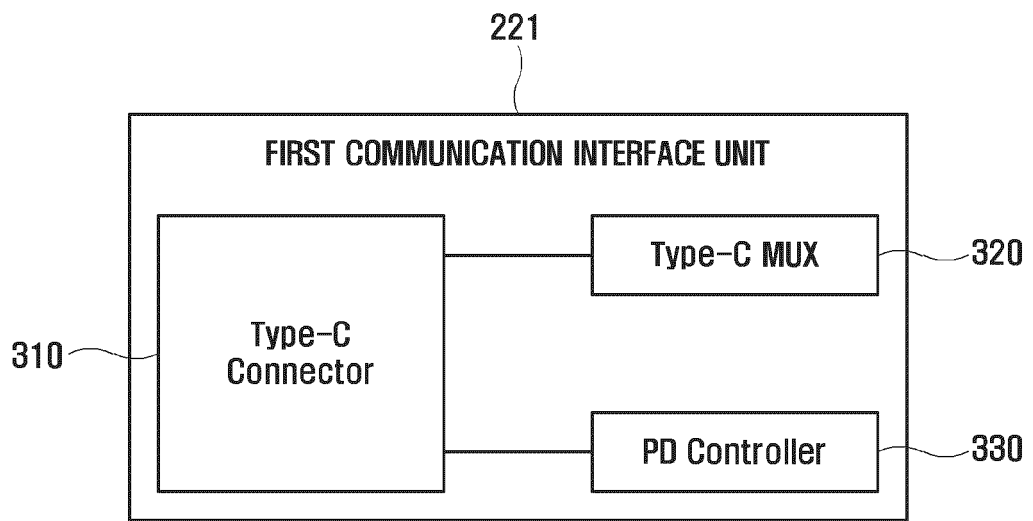 221
FIRST COMMUNICATION INTERFACE UNIT
Type-C MUX
320
310
Type-C
Connector
PD Controller
330